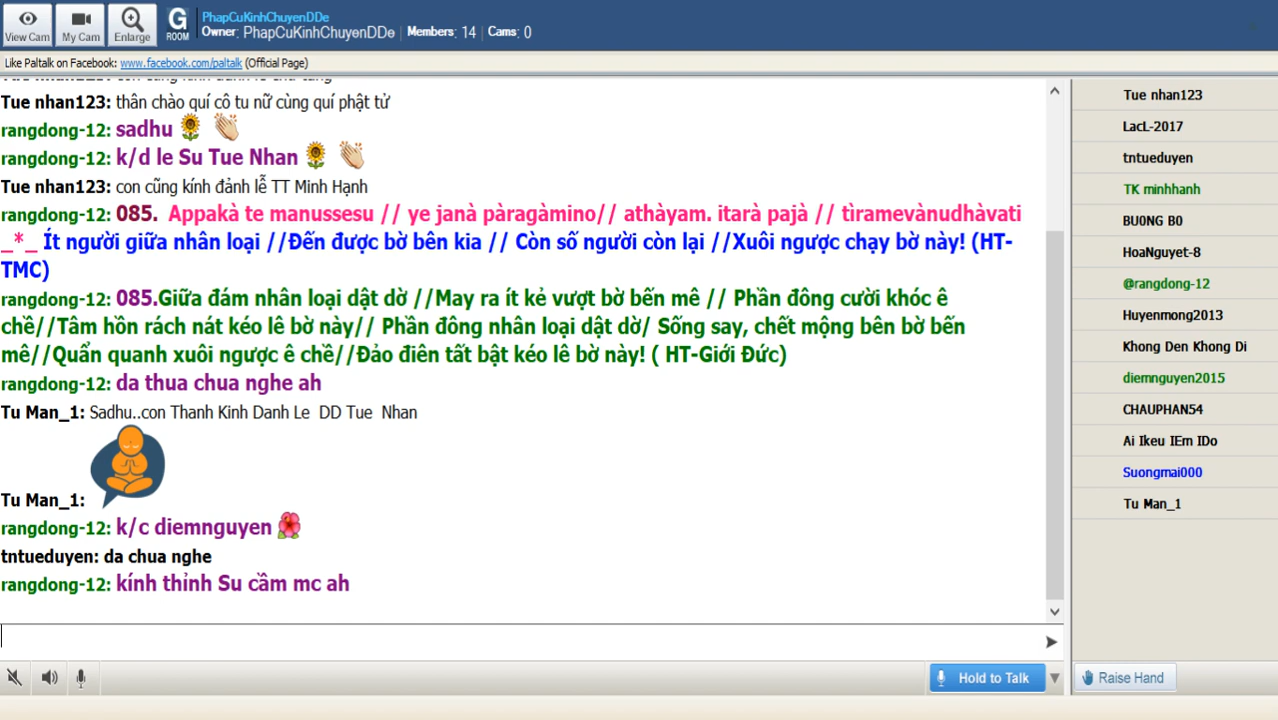 View Cam
My Cam
Enlarge
G
ROOM
PhapCuKinhChuyenDDe
Owner: PhapCuKinhChuyenDDe Members: 14 Cams: 0
Like Paltalk on Facebook: www.facebook.com/paltalk (Official Page)
Tue nhan123: thân chào quí cô tu nữ cùng quí phật tử
rangdong-12: sadhu
rangdong-12: k/d le Su Tue Nhan
Tue nhan123: con cũng kính đảnh lễ TT Minh Hạnh
rangdong-12: 085. Appakà te manussesu // ye janà pàragàmino// athàyam. itarà pajà // tìramevànudhàvati
_*_ Ít người giữa nhân loại //Đến được bờ bên kia // Còn số người còn lại //Xuôi ngược chạy bờ này! (HT-
TMC)
rangdong-12: 085.Giữa đám nhân loại dật dờ //May ra ít kẻ vượt bờ bến mê // Phần đông cười khóc ê
chề//Tâm hồn rách nát kéo lê bờ này// Phần đông nhân loại dật dờ/ Sống say, chết mộng bên bờ bến
mê//Quẩn quanh xuôi ngược ê chề//Đảo điên tất bật kéo lê bờ này! ( HT-Giới Đức)
rangdong-12: da thua chua nghe ah
Tu Man_1: Sadhu..con Thanh Kinh Danh Le DD Tue Nhan
Tu Man_1:
rangdong-12: k/c diemnguyen
tntueduyen: da chua nghe
rangdong-12: kính thỉnh Su cầm mc ah
Hold to Talk
Tue nhan123
LacL-2017
tntueduyen
TK minhhanh
BU0NG B0
HoaNguyet-8
@rangdong-12
Huyenmong2013
Khong Den Khong Di
diemnguyen2015
CHAUPHAN54
Ai Ikeu IEm IDo
Suongmai000
Tu Man_1
Raise Hand